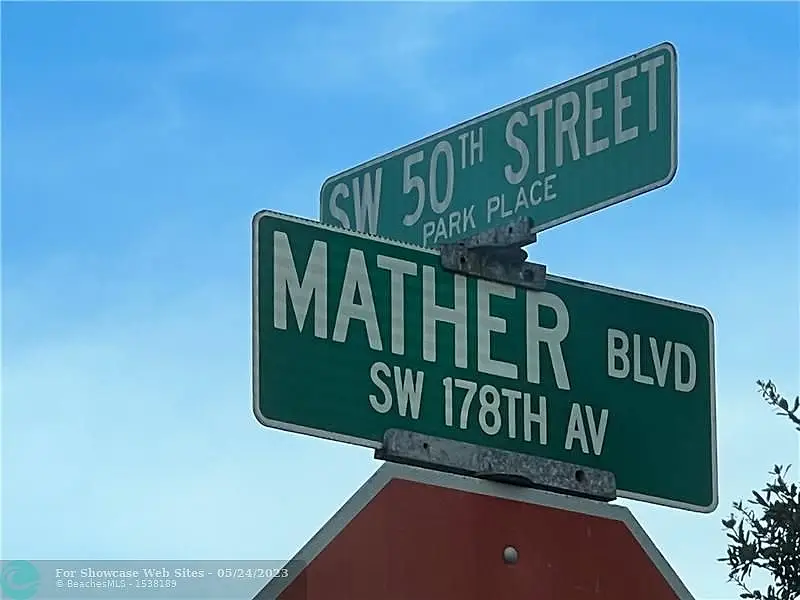 SW 50TH STREET
PARK PLACE
MATHER BLVD
SW 178TH AV
For Showcase Web Sites - 05/24/2023
© BeachesMLS - 1538189